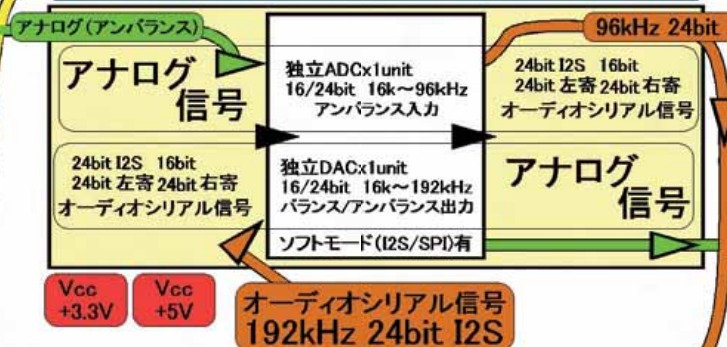 アナログ(アンバランス)
96kHz 24bit
アナログ
信号
独立ADCx1unit
16/24bit 16k～96kHz
アンバランス入力
24bit I2S 16bit
24bit 左寄 24bit 右寄
オーディオシリアル信号
24bit I2S 16bit
24bit 左寄 24bit 右寄
オーディオシリアル信号
独立DACx1unit
16/24bit 16k～192kHz
バランス/アンバランス出力
アナログ
信号
ソフトモード(I2S/SPI)有
Vcc
+3.3V
Vcc
+5V
オーディオシリアル信号
192kHz 24bit I2S